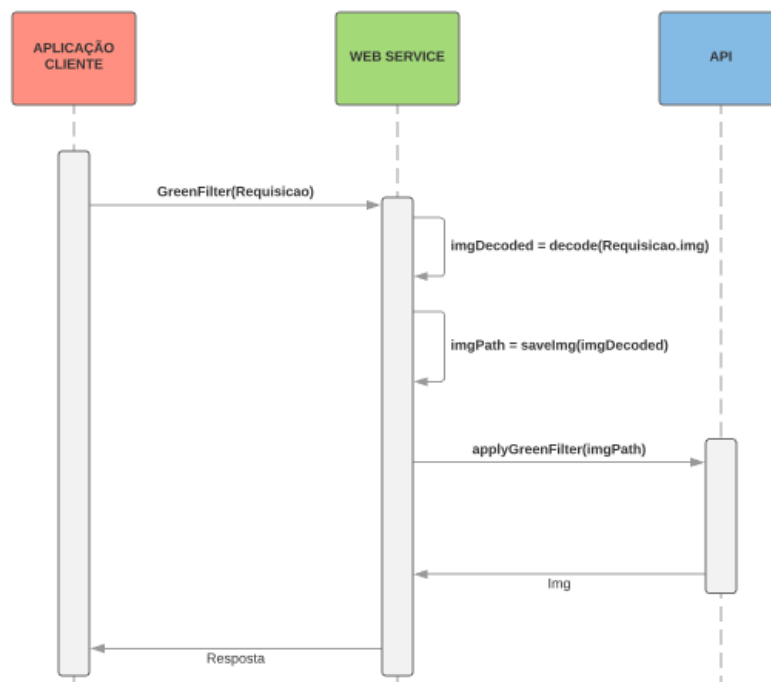 APLICAÇÃO
CLIENTE
WEB SERVICE
API
GreenFilter(Requisicao)
imgDecoded = decode(Requisicao.img)
imgPath = saveImg(imgDecoded)
applyGreenFilter(imgPath)
Img
Resposta